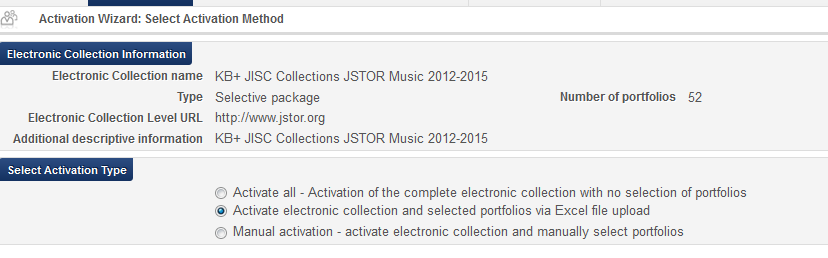 Activation Wizard: Select Activation Method
Electronic Collection Information
Electronic Collection name KB+ JISC Collections JSTOR Music 2012-2015
Type Selective package Number of portfolios 52
Electronic Collection Level URL http://www.jstor.org
Additional descriptive information KB+ JISC Collections JSTOR Music 2012-2015
Select Activation Type
Activate all - Activation of the complete electronic collection with no selection of portfolios
Activate electronic collection and selected portfolios via Excel file upload
Manual activation - activate electronic collection and manually select portfolios